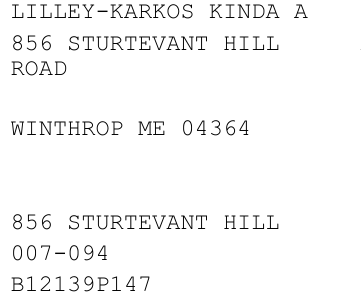 LILLEY-KARKOS KINDA A
856 STURTEVANT HILL
ROAD
WINTHROP ME 04364
856 STURTEVANT HILL
007-094
B12139P147